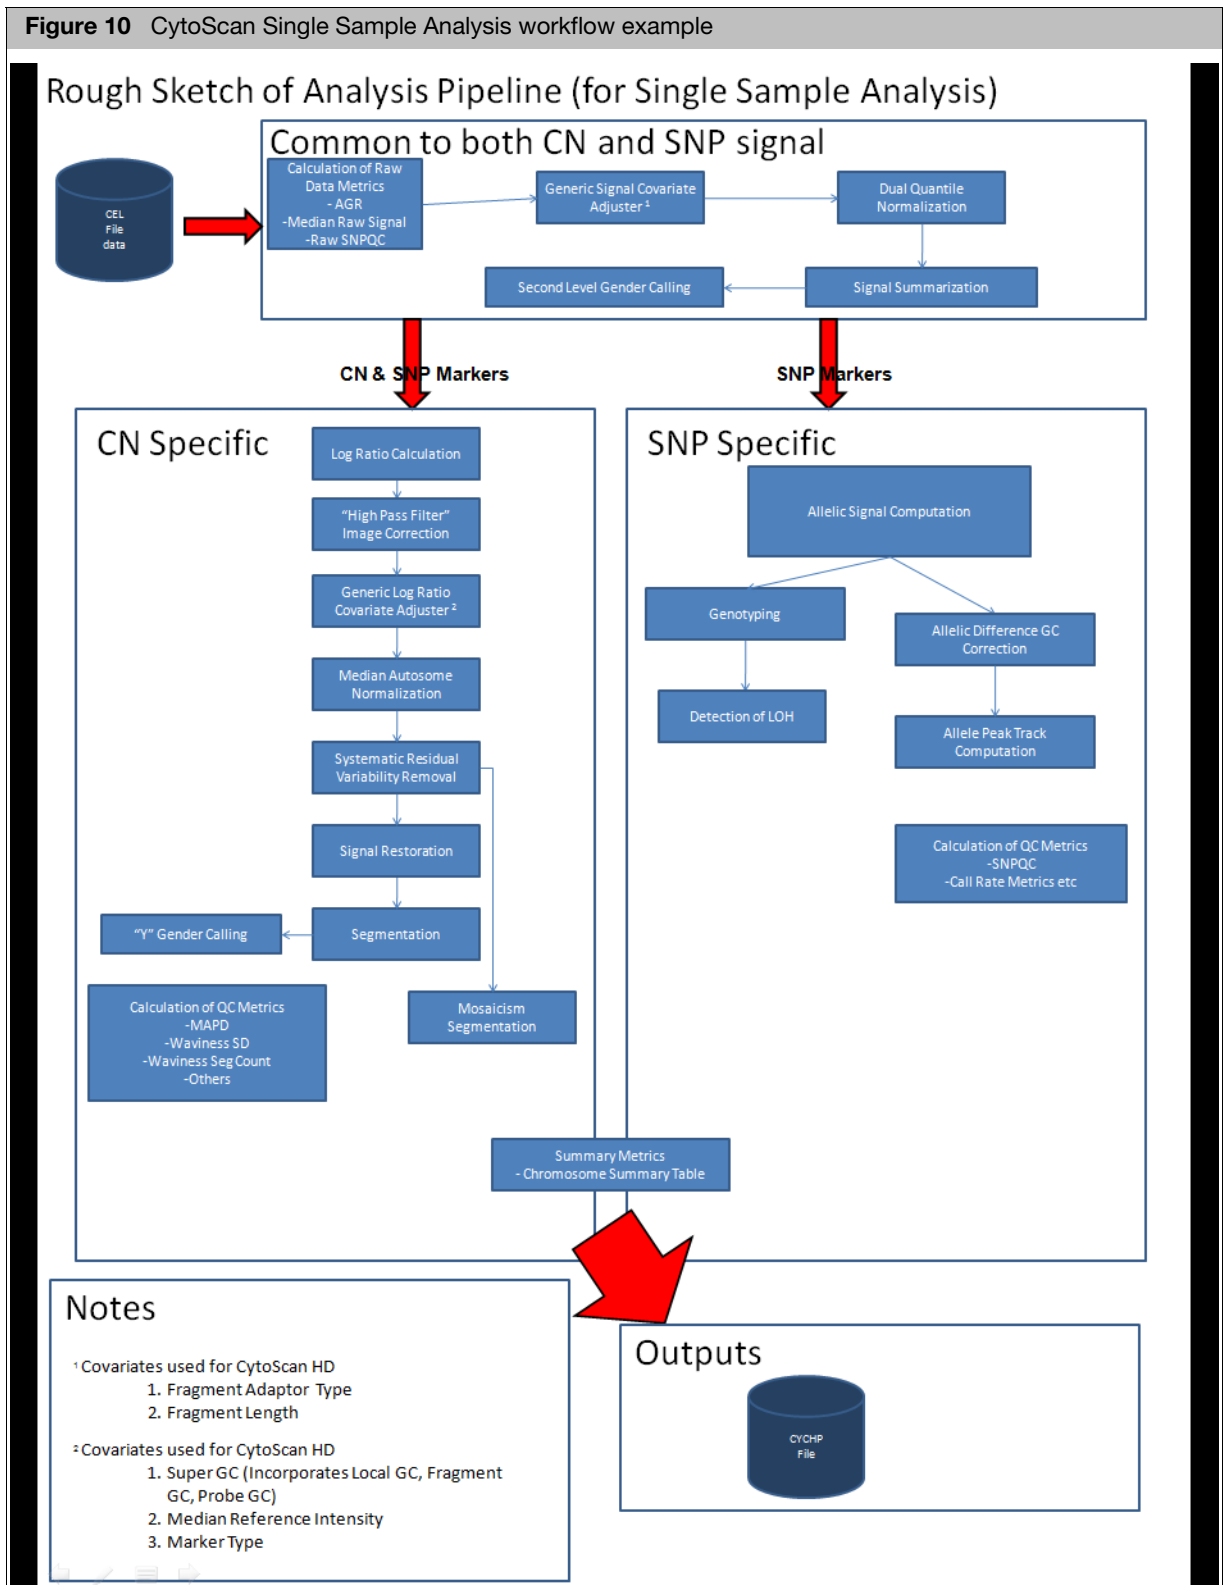 Figure 10 CytoScan Single Sample Analysis workflow example
Rough Sketch of Analysis Pipeline (for Single Sample Analysis)
Common to both CN and SNP signal
CEL
File
data
Calculation of Raw
Data Metrics
- AGR
-Median Raw Signal
-Raw SNPQC
Generic Signal Covariate
Adjuster ¹
Dual Quantile
Normalization
Second Level Gender Calling
Signal Summarization
CN & SNP Markers
SNP Markers
CN Specific
Log Ratio Calculation
"High Pass Filter"
Image Correction
Generic Log Ratio
Covariate Adjuster ²
Median Autosome
Normalization
Systematic Residual
Variability Removal
Signal Restoration
Segmentation
"Y" Gender Calling
Mosaicism
Segmentation
Calculation of QC Metrics
-MAPD
-Waviness SD
-Waviness Seg Count
-Others
SNP Specific
Allelic Signal Computation
Genotyping
Detection of LOH
Allelic Difference GC
Correction
Allele Peak Track
Computation
Calculation of QC Metrics
-SNPQC
-Call Rate Metrics etc
Summary Metrics
- Chromosome Summary Table
Notes
¹ Covariates used for CytoScan HD
1. Fragment Adaptor Type
2. Fragment Length
² Covariates used for CytoScan HD
1. Super GC (Incorporates Local GC, Fragment
GC, Probe GC)
2. Median Reference Intensity
3. Marker Type
Outputs
CYCHP
File